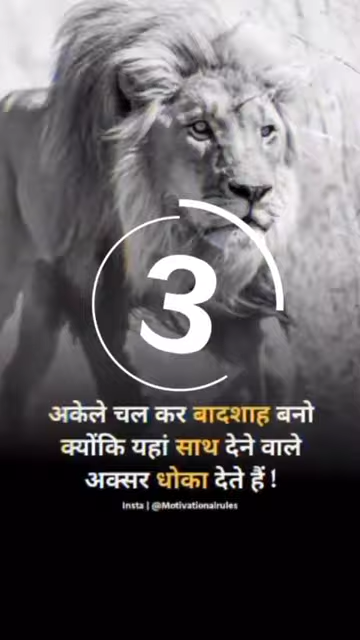 3
अकेले चल कर बादशाह बनो
क्योंकि यहां साथ देने वाले
अक्सर धोका देते हैं !
Insta | @Motivationalrules